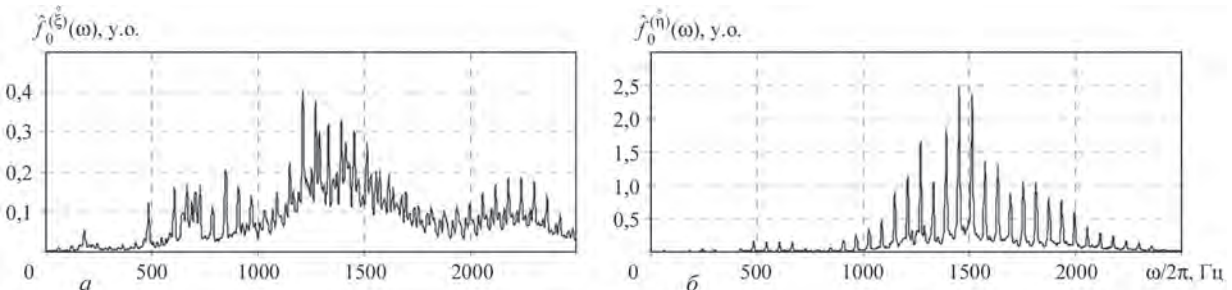 f̂₀⁽ξ̊⁾(ω), у.о.
0,4
0,3
0,2
0,1
0 500 1000 1500 2000
а
f̂₀⁽η̊⁾(ω), у.о.
2,5
2,0
1,5
1,0
0,5
0 500 1000 1500 2000 ω/2π, Гц
б